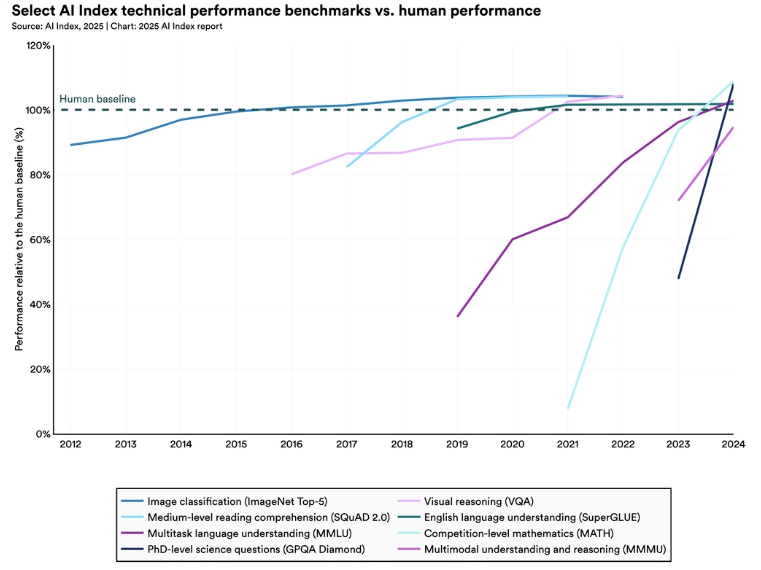 Select AI Index technical performance benchmarks vs. human performance
Source: AI Index, 2025 | Chart: 2025 AI Index report
Performance relative to the human baseline (%)
120%
100%
80%
60%
40%
20%
0%
Human baseline
2012 2013 2014 2015 2016 2017 2018 2019 2020 2021 2022 2023 2024
Image classification (ImageNet Top-5) Visual reasoning (VQA)
Medium-level reading comprehension (SQuAD 2.0) English language understanding (SuperGLUE)
Multitask language understanding (MMLU) Competition-level mathematics (MATH)
PhD-level science questions (GPQA Diamond) Multimodal understanding and reasoning (MMMU)